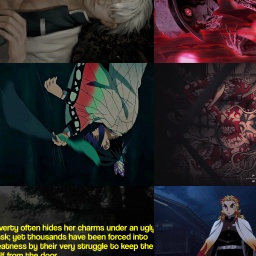 verty often hides her charms under an ugly
sk; yet thousands have been forced into
eatness by their very struggle to keep the
lf from the door